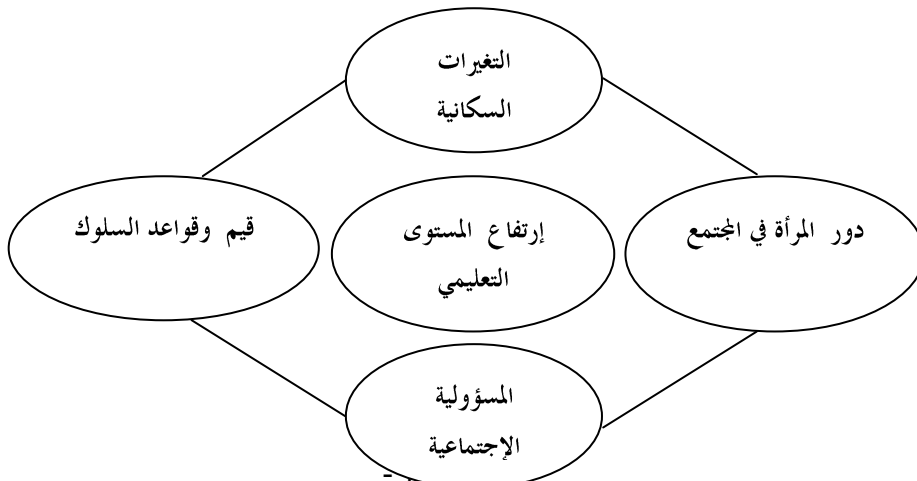 التغيرات
السكانية
دور المرأة في المجتمع
إرتفاع المستوى
التعليمي
قيم وقواعد السلوك
المسؤولية
الإجتماعية